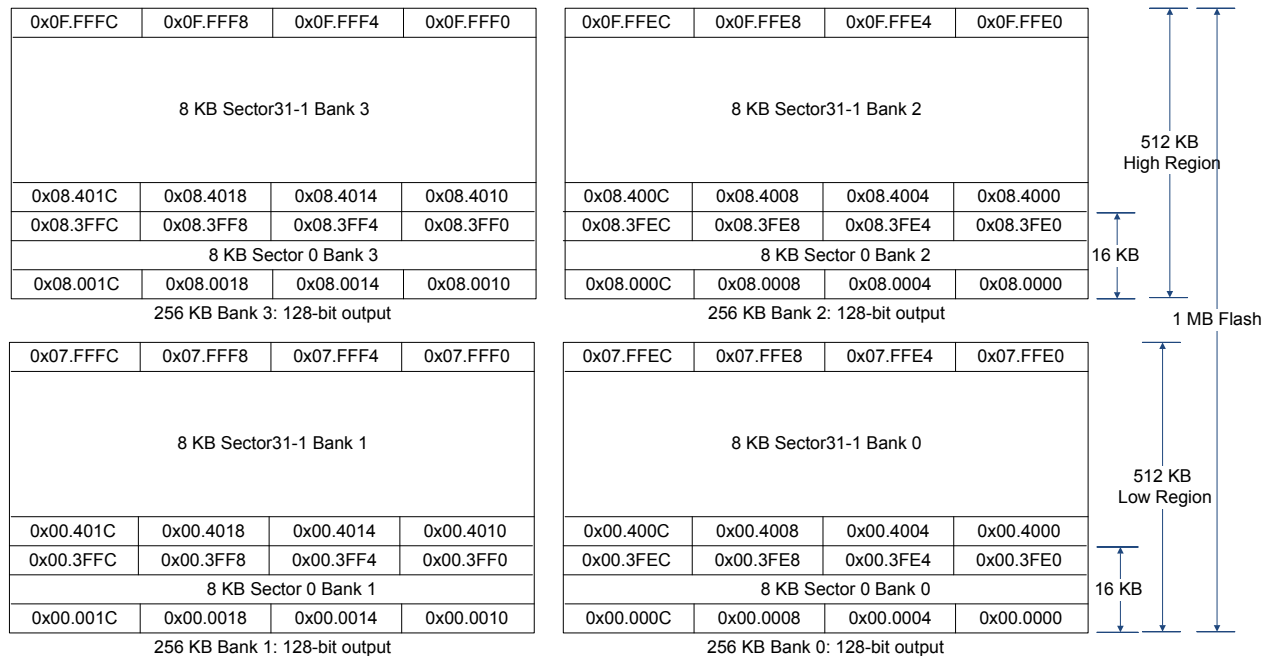 0x0F.FFFC 0x0F.FFF8 0x0F.FFF4 0x0F.FFF0 0x0F.FFEC 0x0F.FFE8 0x0F.FFE4 0x0F.FFE0
8 KB Sector31-1 Bank 3 8 KB Sector31-1 Bank 2
512 KB
High Region
0x08.401C 0x08.4018 0x08.4014 0x08.4010 0x08.400C 0x08.4008 0x08.4004 0x08.4000
0x08.3FFC 0x08.3FF8 0x08.3FF4 0x08.3FF0 0x08.3FEC 0x08.3FE8 0x08.3FE4 0x08.3FE0
8 KB Sector 0 Bank 3 8 KB Sector 0 Bank 2 16 KB
0x08.001C 0x08.0018 0x08.0014 0x08.0010 0x08.000C 0x08.0008 0x08.0004 0x08.0000
256 KB Bank 3: 128-bit output 256 KB Bank 2: 128-bit output
1 MB Flash
0x07.FFFC 0x07.FFF8 0x07.FFF4 0x07.FFF0 0x07.FFEC 0x07.FFE8 0x07.FFE4 0x07.FFE0
8 KB Sector31-1 Bank 1 8 KB Sector31-1 Bank 0
512 KB
Low Region
0x00.401C 0x00.4018 0x00.4014 0x00.4010 0x00.400C 0x00.4008 0x00.4004 0x00.4000
0x00.3FFC 0x00.3FF8 0x00.3FF4 0x00.3FF0 0x00.3FEC 0x00.3FE8 0x00.3FE4 0x00.3FE0
8 KB Sector 0 Bank 1 8 KB Sector 0 Bank 0 16 KB
0x00.001C 0x00.0018 0x00.0014 0x00.0010 0x00.000C 0x00.0008 0x00.0004 0x00.0000
256 KB Bank 1: 128-bit output 256 KB Bank 0: 128-bit output